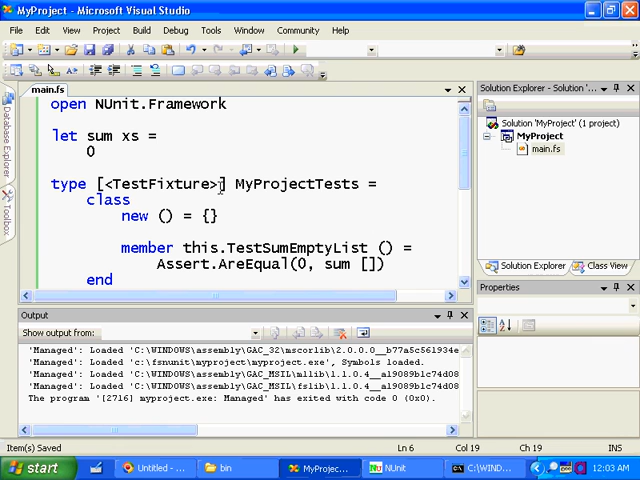 MyProject - Microsoft Visual Studio
File Edit View Project Build Debug Tools Window Community Help
main.fs
open NUnit.Framework
let sum xs =
0
type [<TestFixture>] MyProjectTests =
class
new () = {}
member this.TestSumEmptyList () =
Assert.AreEqual(0, sum [])
end
Database Explorer
Toolbox
Solution Explorer - Solution 'M...
Solution 'MyProject' (1 project)
MyProject
main.fs
Solution Explorer Class View
Properties
Output
Show output from:
'Managed': Loaded 'C:\WINDOWS\assembly\GAC_32\mscorlib\2.0.0.0__b77a5c561934e
'Managed': Loaded 'c:\fsnunit\myproject\myproject.exe', Symbols loaded.
'Managed': Loaded 'C:\WINDOWS\assembly\GAC_MSIL\mllib\1.1.0.4__a19089b1c74d08
'Managed': Loaded 'C:\WINDOWS\assembly\GAC_MSIL\fslib\1.1.0.4__a19089b1c74d08
The program '[2716] myproject.exe: Managed' has exited with code 0 (0x0).
Item(s) Saved Ln 6 Col 19 Ch 19 INS
start Untitled - ... bin MyProjec... NUnit C:\WIND... 12:03 AM